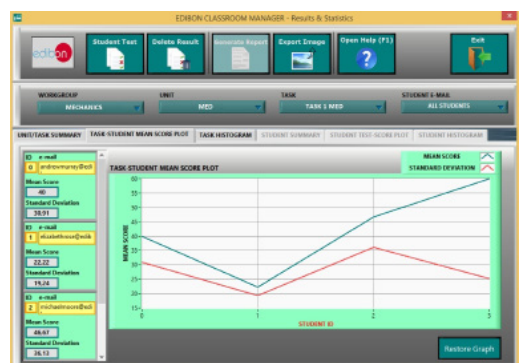 EDIBON CLASSROOM MANAGER - Results & Statistics
edibon
Student Test
Delete Result
Generate Report
Export Image
Open Help (F1)
?
Exit
WORKGROUP
UNIT
TASK
STUDENT E-MAIL
MECHANICS
MED
TASK 1 MED
ALL STUDENTS
UNIT/TASK SUMMARY
TASK-STUDENT MEAN SCORE PLOT
TASK HISTOGRAM
STUDENT SUMMARY
STUDENT TEST-SCORE PLOT
STUDENT HISTOGRAM
ID e-mail
0 andrewmurray@edi
Mean Score
40
Standard Deviation
30,91
ID e-mail
1
Mean Score
22,22
Standard Deviation
19,24
ID e-mail
2 michaelmoore@edi
Mean Score
46,67
Standard Deviation
36,13
TASK-STUDENT MEAN SCORE PLOT
MEAN SCORE
STANDARD DEVIATION
MEAN SCORE
60
55
50
45
40
35
30
25
20
15
0
1
2
3
STUDENT ID
Restore Graph